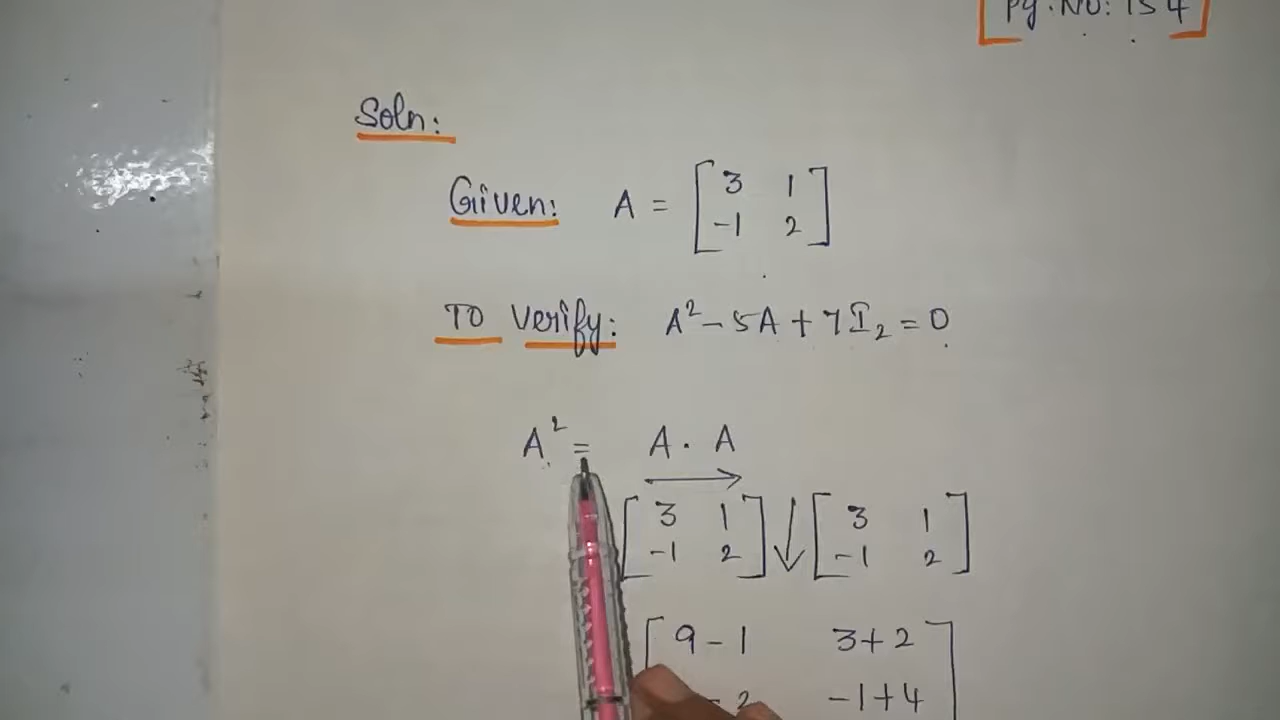 Pg.No: 154
Soln:
Given: A = [3 1
-1 2]
To verify: A² - 5A + 7I₂ = 0
A² = A · A
[3 1
-1 2] ↓ [3 1
-1 2]
[9 - 1 3 + 2
- 2 -1 + 4]